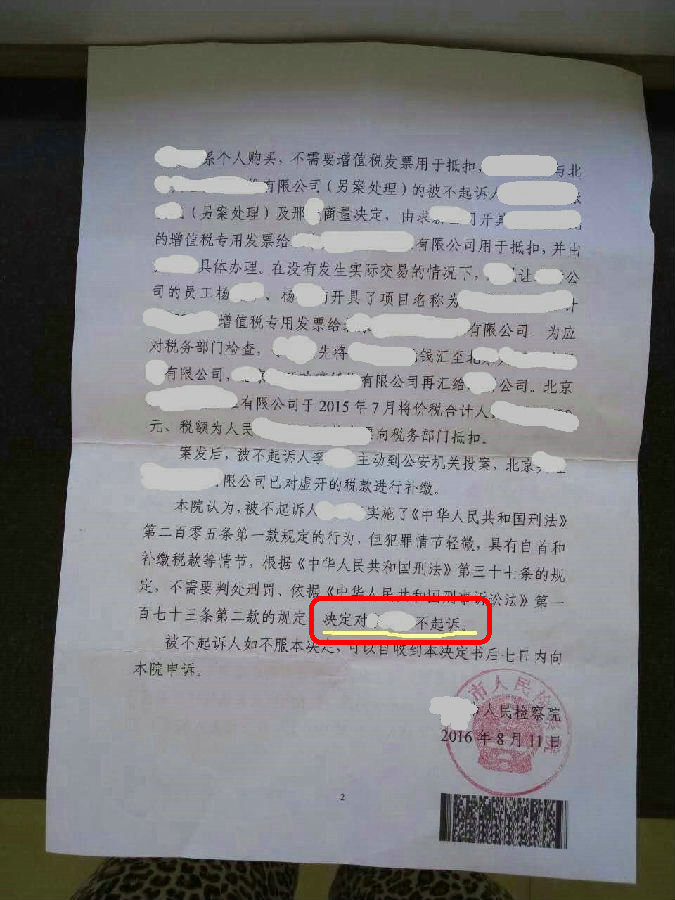 系个人购买、不需要增值税发票用于抵扣,与北
有限公司(另案处理)的被不起诉人
(另案处理)及邢商量决定,由求开具
的增值税专用发票给有限公司用于抵扣,并由
具体办理。在没有发生实际交易的情况下,让公
司的员工杨、杨开具了项目名称为计
增值税专用发票给有限公司。为应
对税务部门检查,先将钱汇至北京
有限公司,有限公司再汇给公司。北京
有限公司于2015年7月将价税合计人
元、税额为人民票向税务部门抵扣。
案发后,被不起诉人李主动到公安机关投案,北京
有限公司已对虚开的税款进行补缴。
本院认为,被不起诉人实施了《中华人民共和国刑法》
第二百零五条第一款规定的行为,但犯罪情节轻微,具有自首和
补缴税款等情节,根据《中华人民共和国刑法》第三十七条的规
定,不需要判处刑罚、依据《中华人民共和国刑事诉讼法》第一
百七十三条第二款的规定,决定对不起诉。
被不起诉人如不服本决定,可以自收到本决定书后七日内向
本院申诉。
市人民检
人民检察院
2016年8月11日
2